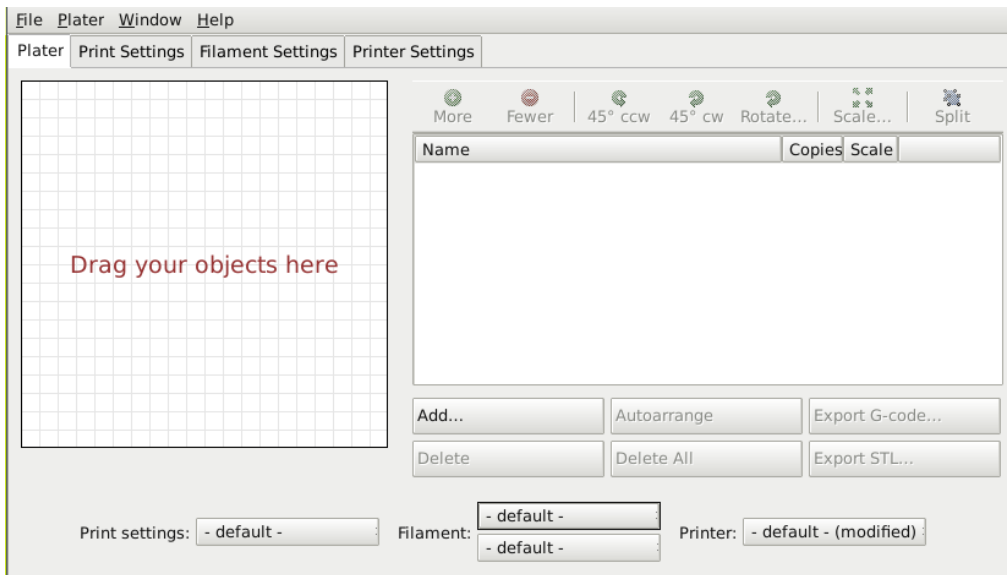 File Plater Window Help
Plater Print Settings Filament Settings Printer Settings
More Fewer 45° ccw 45° cw Rotate... Scale... Split
Name Copies Scale
Drag your objects here
Add... Autoarrange Export G-code...
Delete Delete All Export STL...
Print settings: - default - Filament: - default - Printer: - default - (modified)
- default -